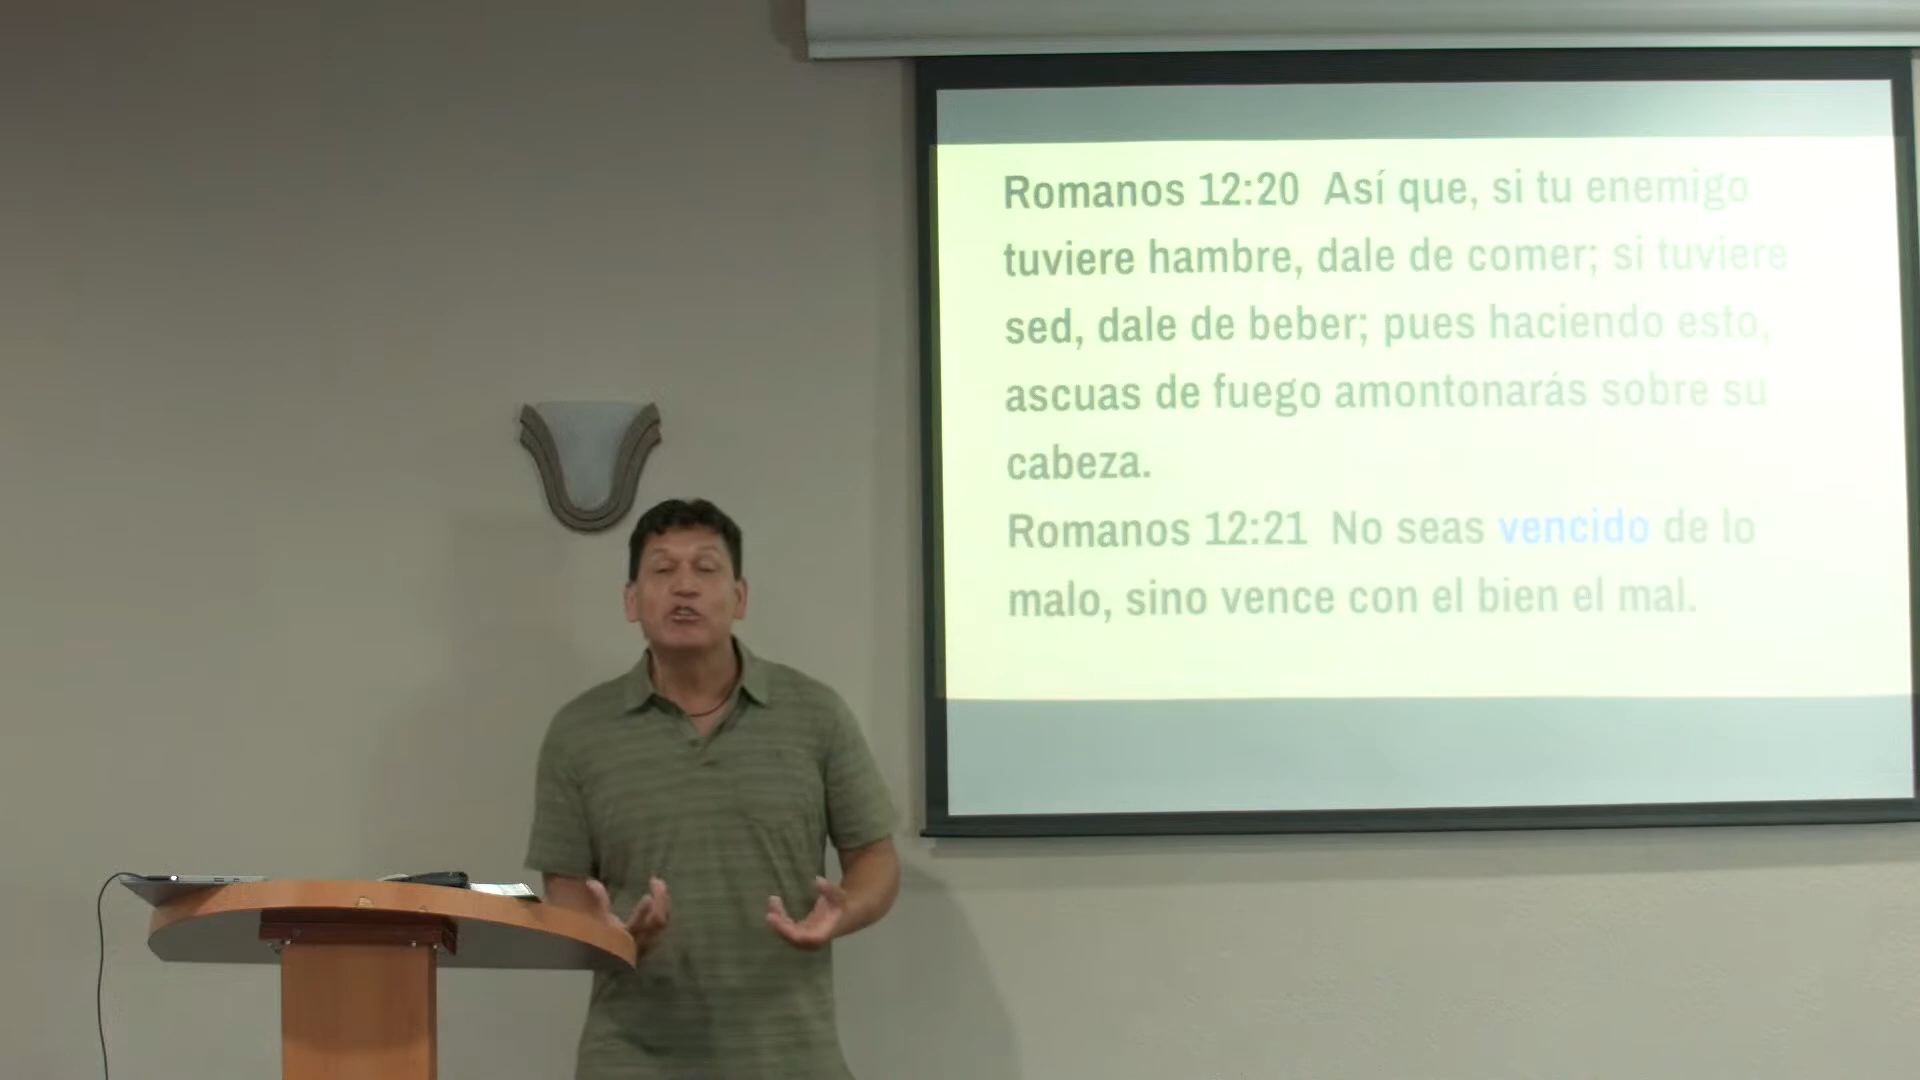 Romanos 12:20 Así que, si tu enemigo
tuviere hambre, dale de comer; si tuviere
sed, dale de beber; pues haciendo esto,
ascuas de fuego amontonarás sobre su
cabeza.
Romanos 12:21 No seas vencido de lo
malo, sino vence con el bien el mal.